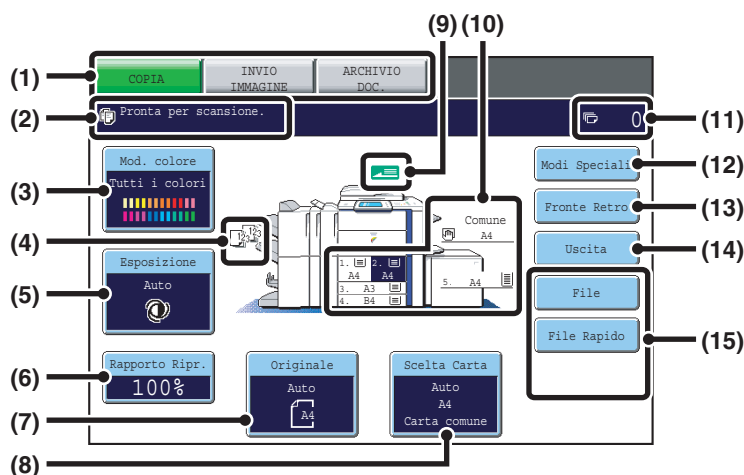 (9) (10)
(1)
COPIA
INVIO
IMMAGINE
ARCHIVIO
DOC.
(2)
Pronta per scansione.
0
(11)
Mod. colore
Tutti i colori
(3)
Modi Speciali
(12)
Comune
A4
Fronte Retro
(13)
(4)
123
123
Uscita
(14)
Esposizione
Auto
(5)
1.
A4
2.
A4
3. A3
4. B4
5. A4
File
File Rapido
(15)
Rapporto Ripr.
100%
(6)
Originale
Auto
A4
(7)
Scelta Carta
Auto
A4
Carta comune
(8)